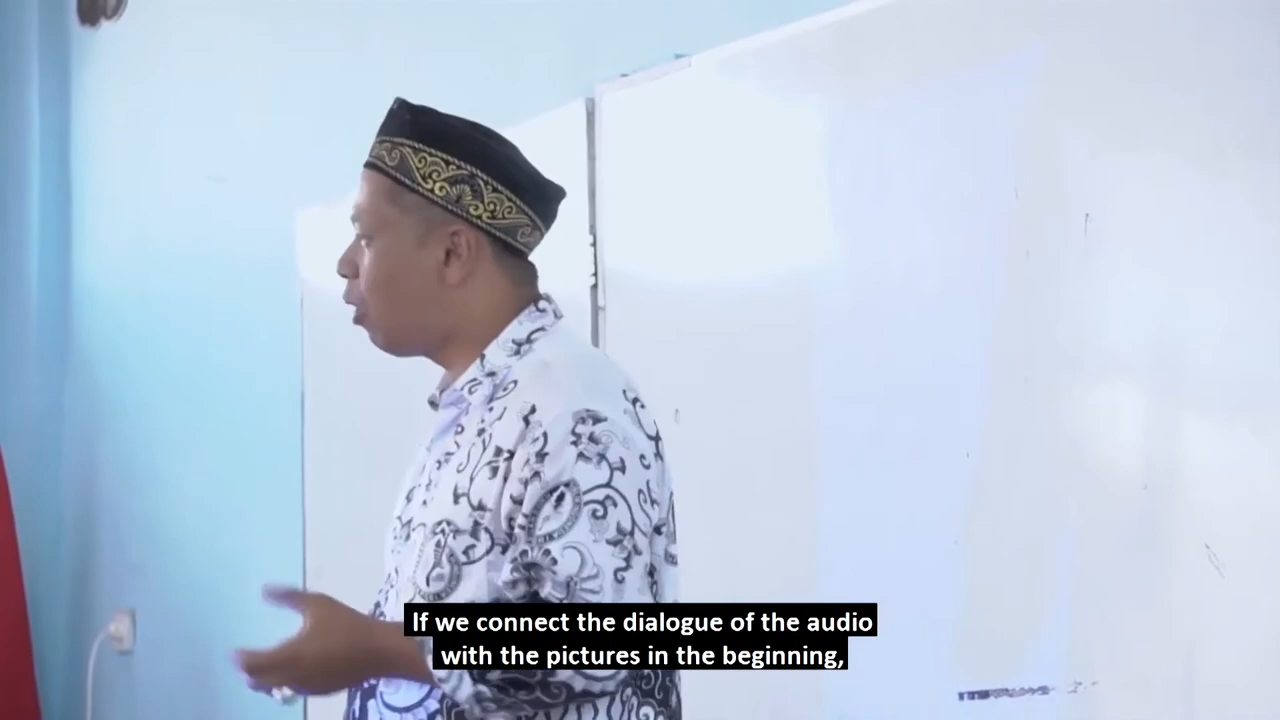 If we connect the dialogue of the audio
with the pictures in the beginning,